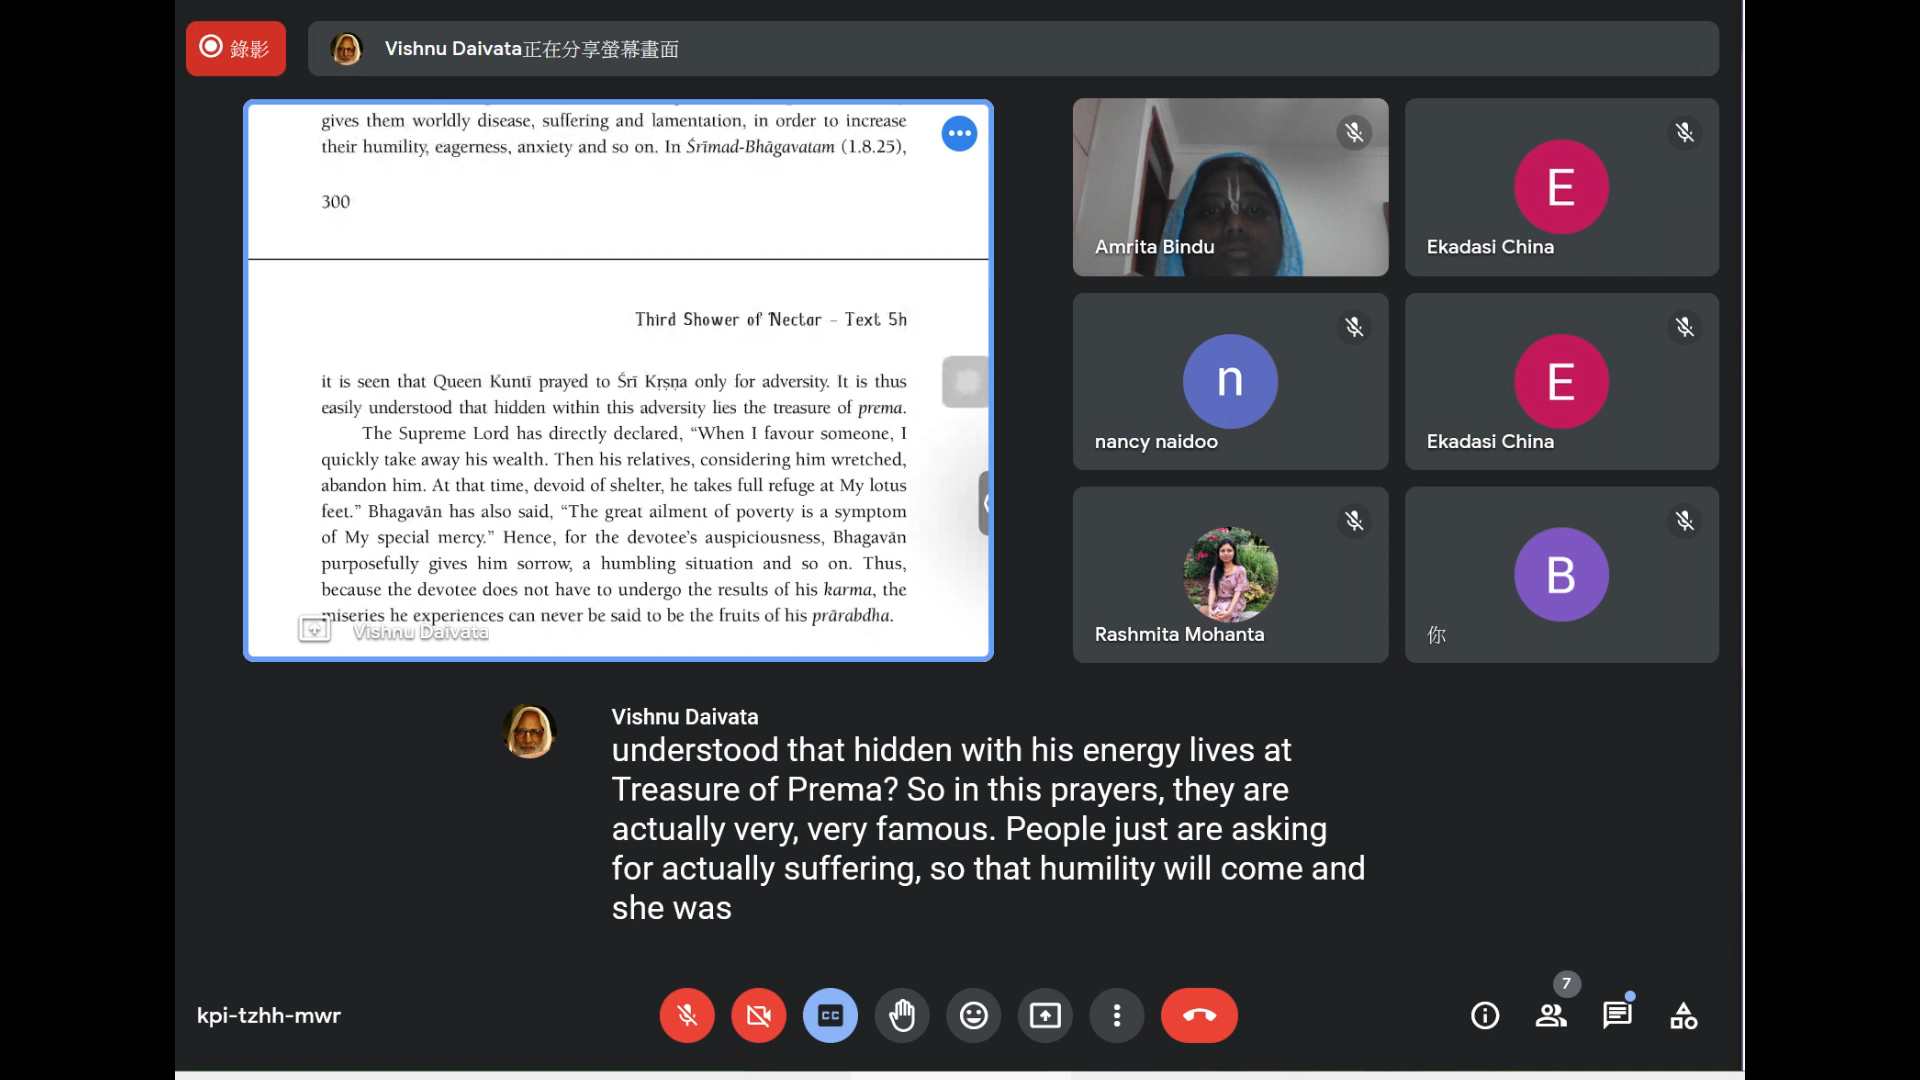 錄影
Vishnu Daivata正在分享螢幕畫面
gives them worldly disease, suffering and lamentation, in order to increase
their humility, eagerness, anxiety and so on. In Śrīmad-Bhāgavatam (1.8.25),
300
Third Shower of Nectar – Text 5h
it is seen that Queen Kuntī prayed to Śrī Kṛṣṇa only for adversity. It is thus
easily understood that hidden within this adversity lies the treasure of prema.
The Supreme Lord has directly declared, “When I favour someone, I
quickly take away his wealth. Then his relatives, considering him wretched,
abandon him. At that time, devoid of shelter, he takes full refuge at My lotus
feet.” Bhagavān has also said, “The great ailment of poverty is a symptom
of My special mercy.” Hence, for the devotee’s auspiciousness, Bhagavān
purposefully gives him sorrow, a humbling situation and so on. Thus,
because the devotee does not have to undergo the results of his karma, the
miseries he experiences can never be said to be the fruits of his prārabdha.
Vishnu Daivata
Amrita Bindu
E
Ekadasi China
n
nancy naidoo
E
Ekadasi China
Rashmita Mohanta
B
你
Vishnu Daivata
understood that hidden with his energy lives at
Treasure of Prema? So in this prayers, they are
actually very, very famous. People just are asking
for actually suffering, so that humility will come and
she was
kpi-tzhh-mwr
CC
7